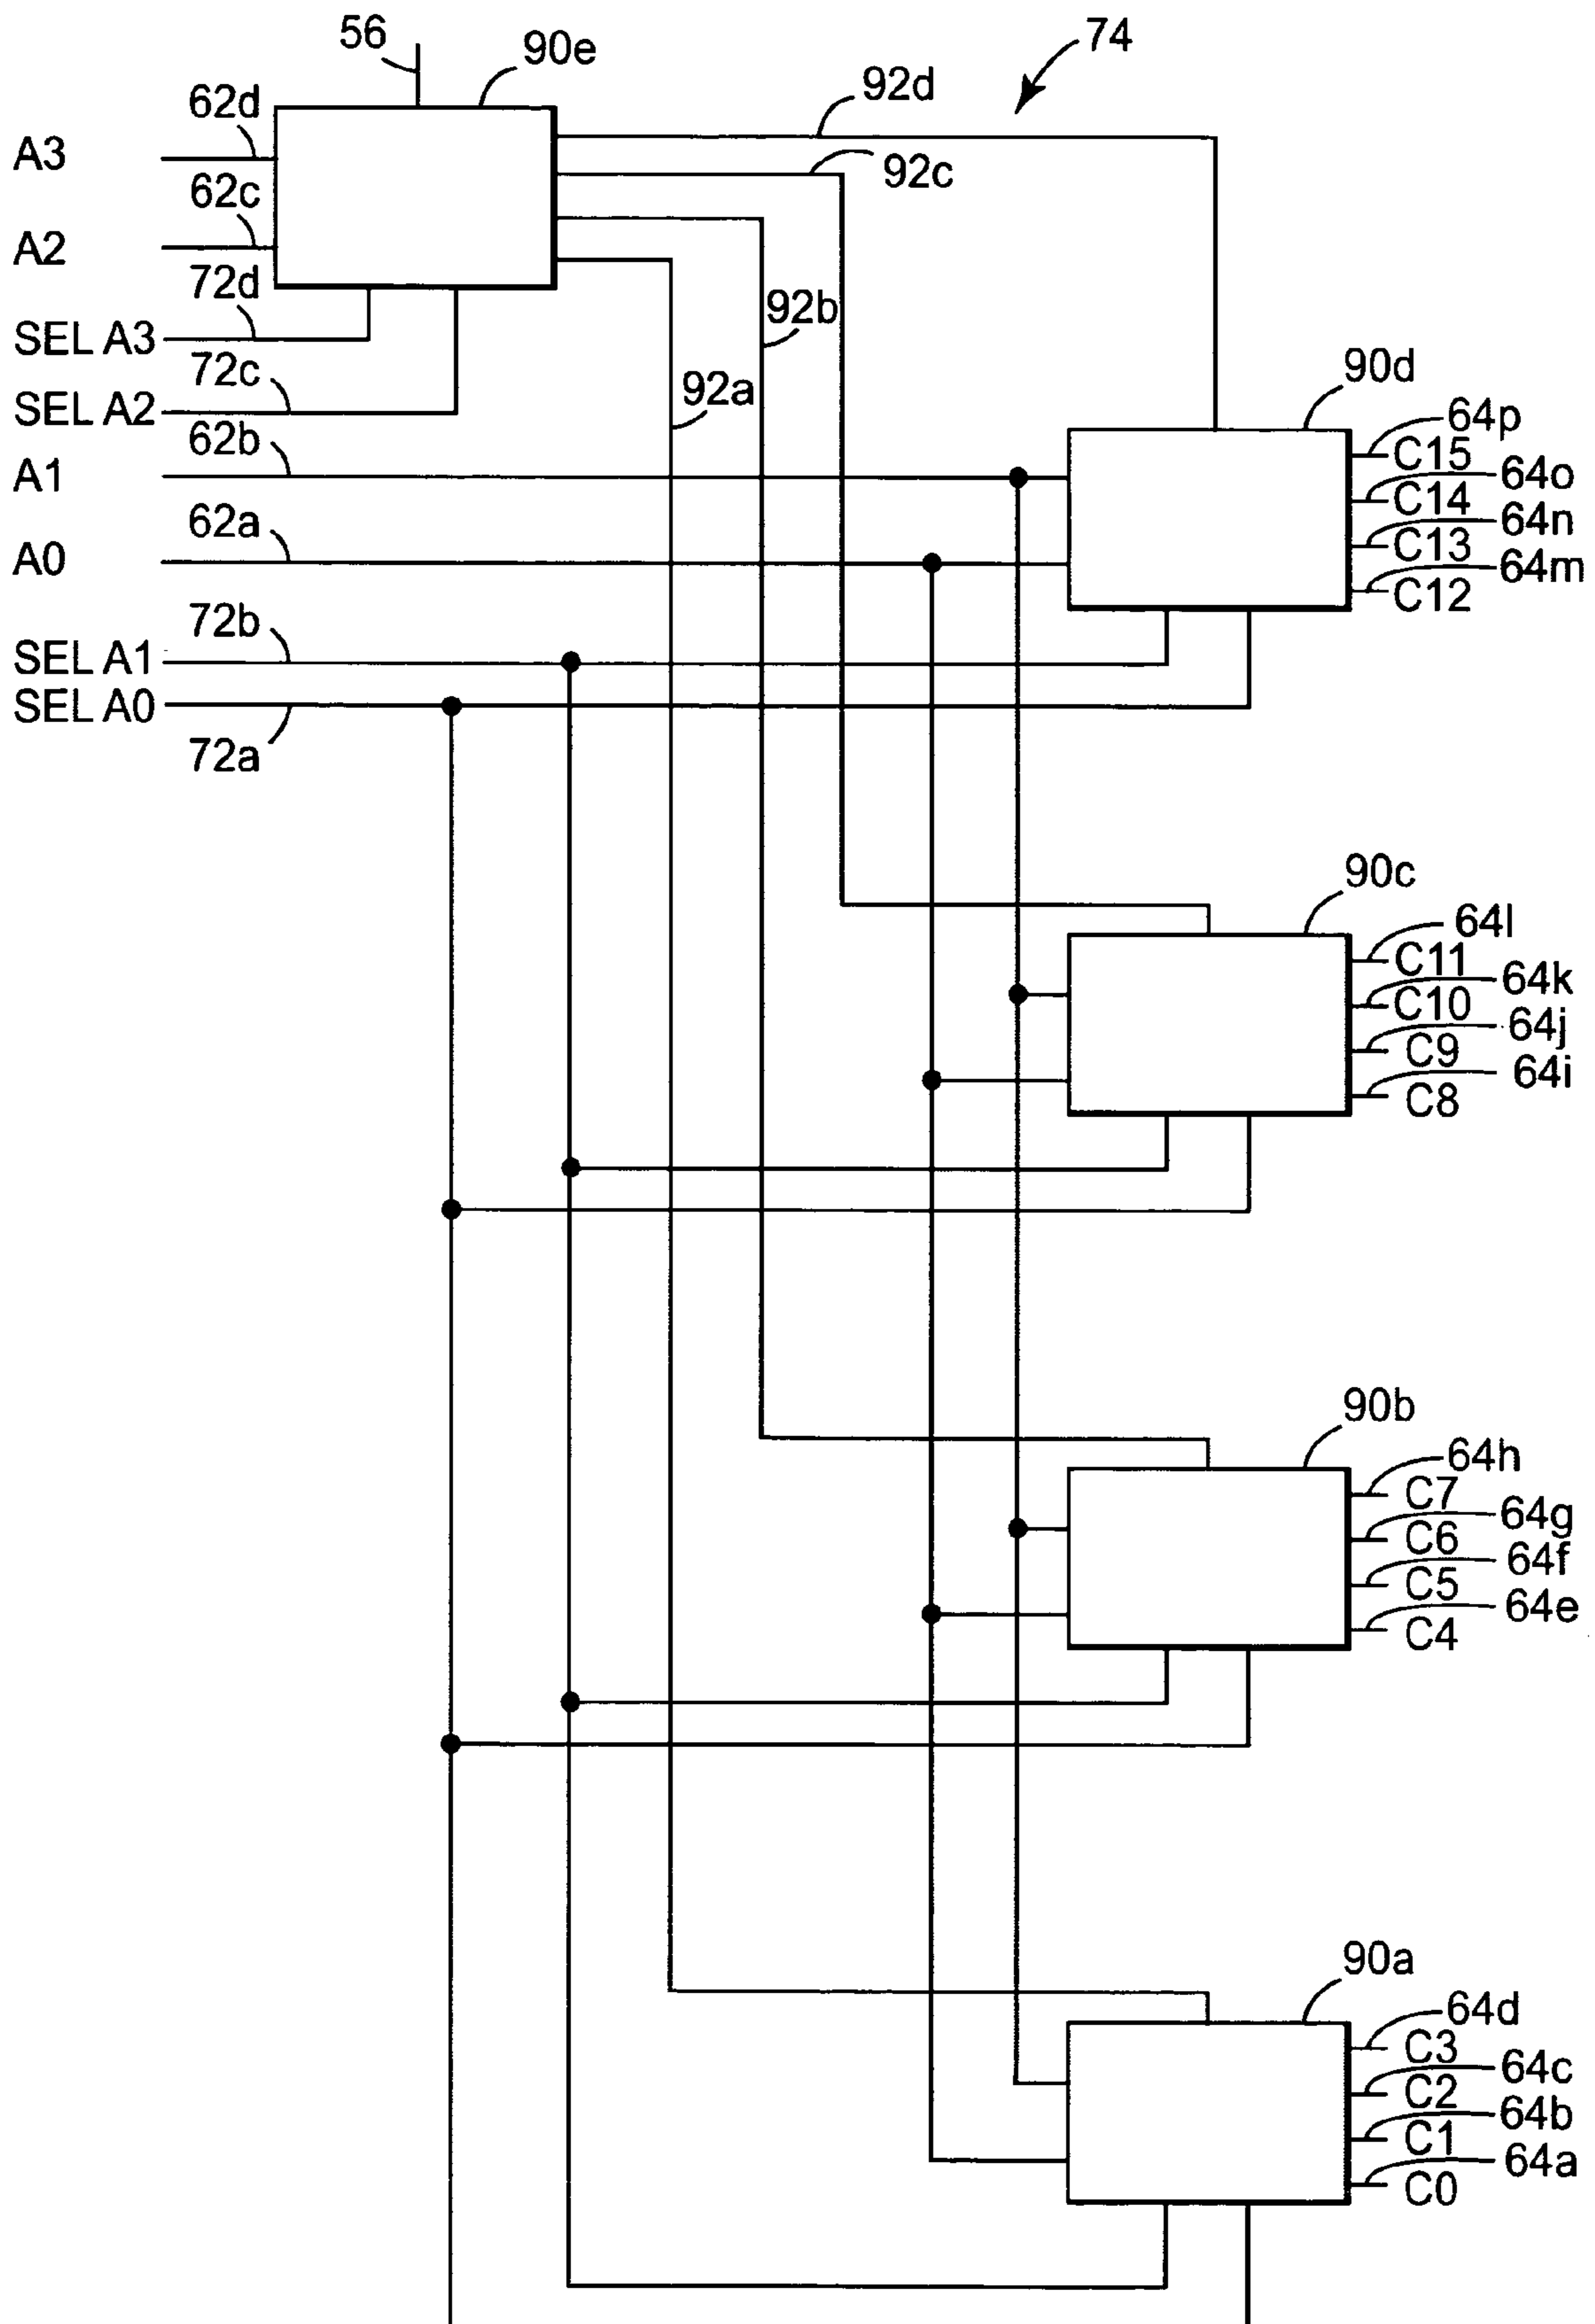 56
90e
74
62d
92d
A3
92c
62c
A2
72d
92b
SEL A3
72c
92a
90d
SEL A2
62b
64p
C15
A1
64o
C14
62a
64n
C13
A0
64m
C12
72b
SEL A1
SEL A0
72a
90c
64l
C11
64k
C10
64j
C9
64i
C8
90b
64h
C7
64g
C6
64f
C5
64e
C4
90a
64d
C3
64c
C2
64b
C1
64a
C0